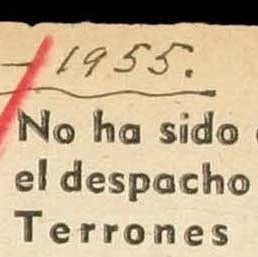 – 1955.
No ha sido
el despacho
Terrones